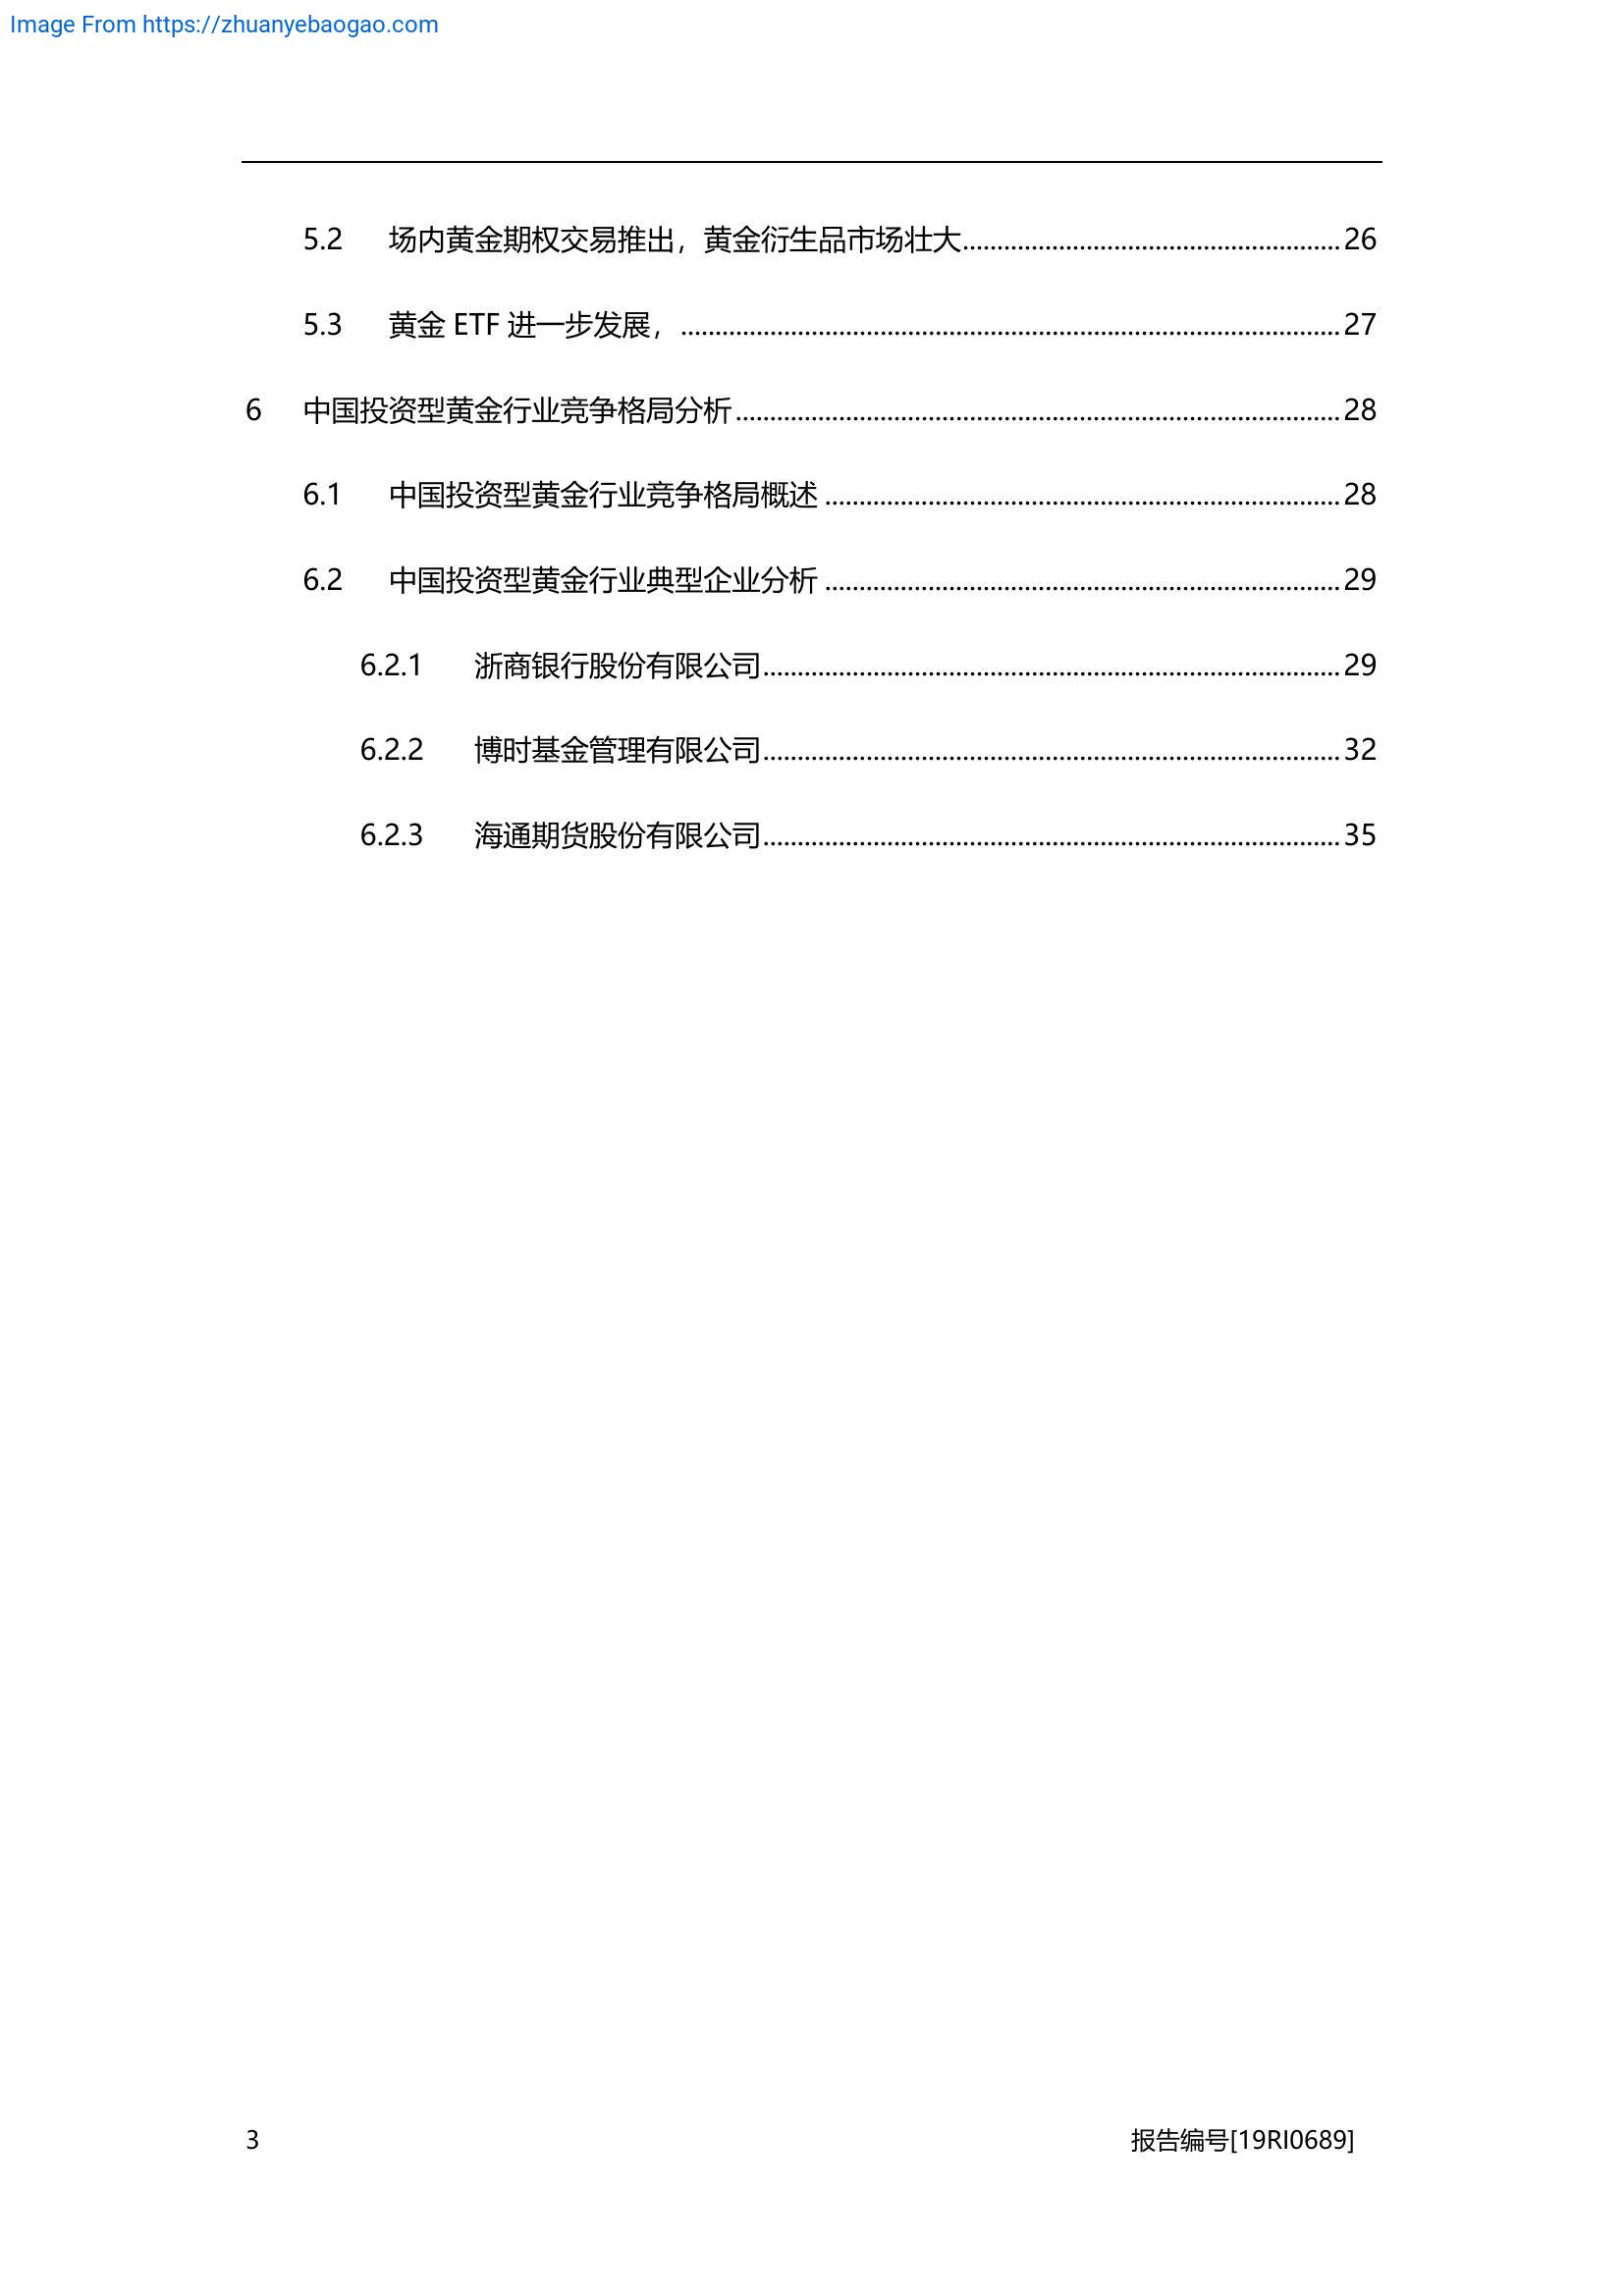 Image From https://zhuanyebaogao.com
5.2 场内黄金期权交易推出，黄金衍生品市场壮大 26
5.3 黄金 ETF 进一步发展， 27
6 中国投资型黄金行业竞争格局分析 28
6.1 中国投资型黄金行业竞争格局概述 28
6.2 中国投资型黄金行业典型企业分析 29
6.2.1 浙商银行股份有限公司 29
6.2.2 博时基金管理有限公司 32
6.2.3 海通期货股份有限公司 35
3 报告编号[19RI0689]